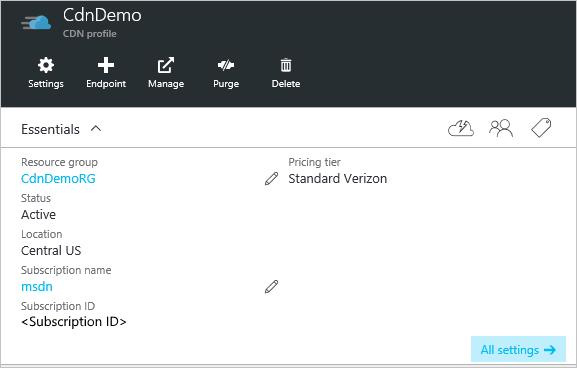 CdnDemo
CDN profile
Settings
Endpoint
Manage
Purge
Delete
Essentials
Resource group
CdnDemoRG
Pricing tier
Standard Verizon
Status
Active
Location
Central US
Subscription name
msdn
Subscription ID
<Subscription ID>
All settings